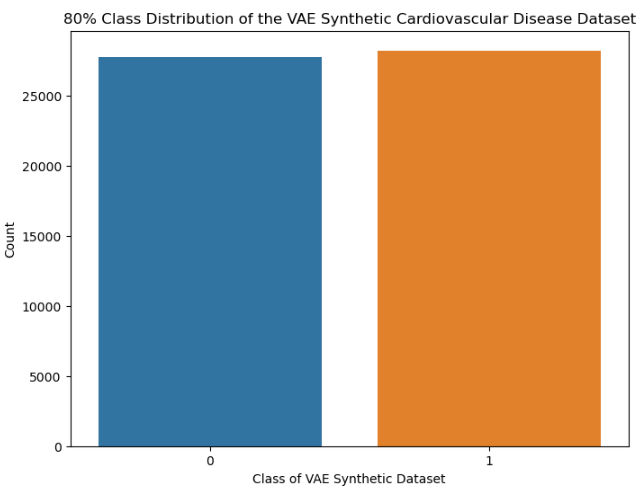 80% Class Distribution of the VAE Synthetic Cardiovascular Disease Dataset
25000
20000
15000
10000
5000
0
Count
0 1
Class of VAE Synthetic Dataset